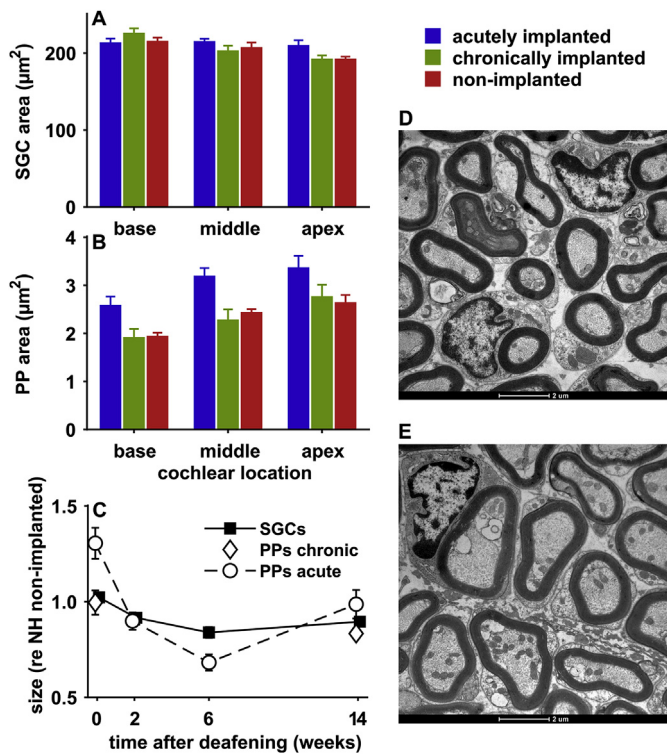 A
SGC area (µm²)
200
100
0
base middle apex
acutely implanted
chronically implanted
non-implanted
B
PP area (µm²)
4
3
2
1
0
base middle apex
cochlear location
C
size (re NH non-implanted)
1.5
1.0
0.5
SGCs
PPs chronic
PPs acute
0 2 6 14
time after deafening (weeks)
D
2 um
E
2 um